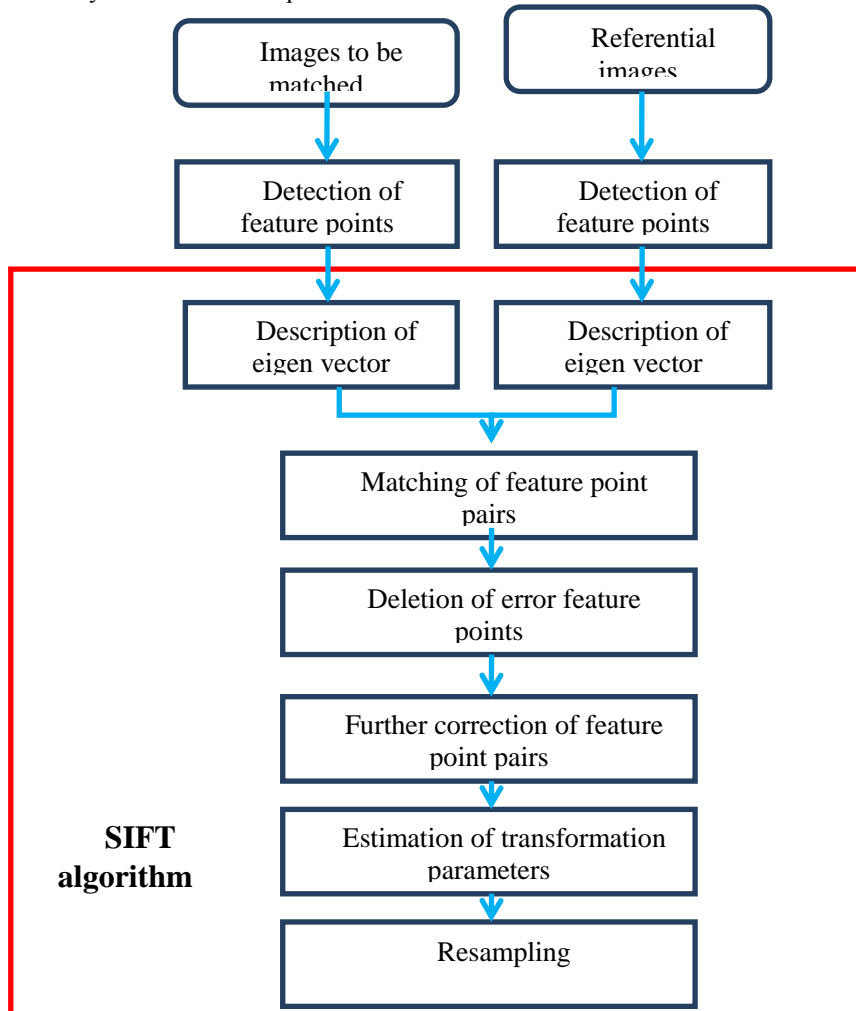 Images to be
matched
Referential
images
Detection of
feature points
Detection of
feature points
Description of
eigen vector
Description of
eigen vector
Matching of feature point
pairs
Deletion of error feature
points
Further correction of feature
point pairs
SIFT
algorithm
Estimation of transformation
parameters
Resampling